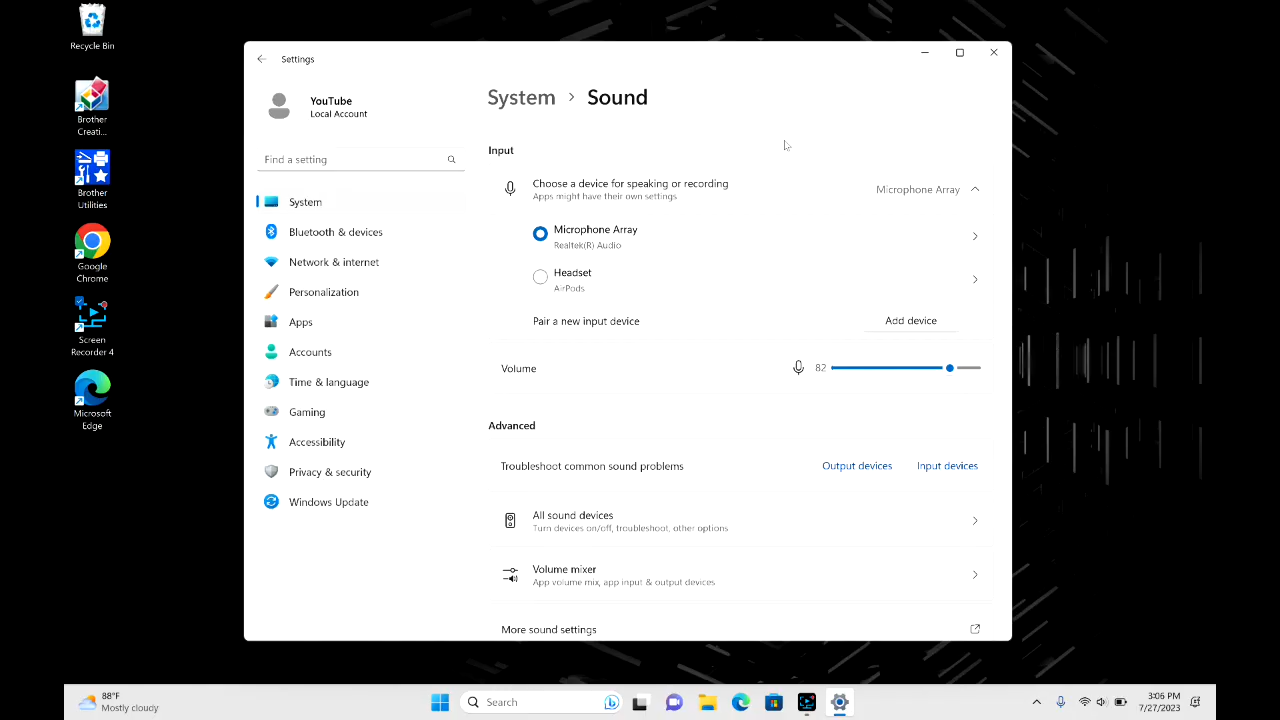 Recycle Bin
Brother
Creati...
Brother
Utilities
Google
Chrome
Screen
Recorder 4
Microsoft
Edge
Settings
YouTube
Local Account
Find a setting
System
Bluetooth & devices
Network & internet
Personalization
Apps
Accounts
Time & language
Gaming
Accessibility
Privacy & security
Windows Update
System > Sound
Input
Choose a device for speaking or recording
Apps might have their own settings
Microphone Array
Microphone Array
Realtek(R) Audio
Headset
AirPods
Pair a new input device
Add device
Volume
82
Advanced
Troubleshoot common sound problems
Output devices
Input devices
All sound devices
Turn devices on/off, troubleshoot, other options
Volume mixer
App volume mix, app input & output devices
More sound settings
88°F
Mostly cloudy
Search
3:06 PM
7/27/2023